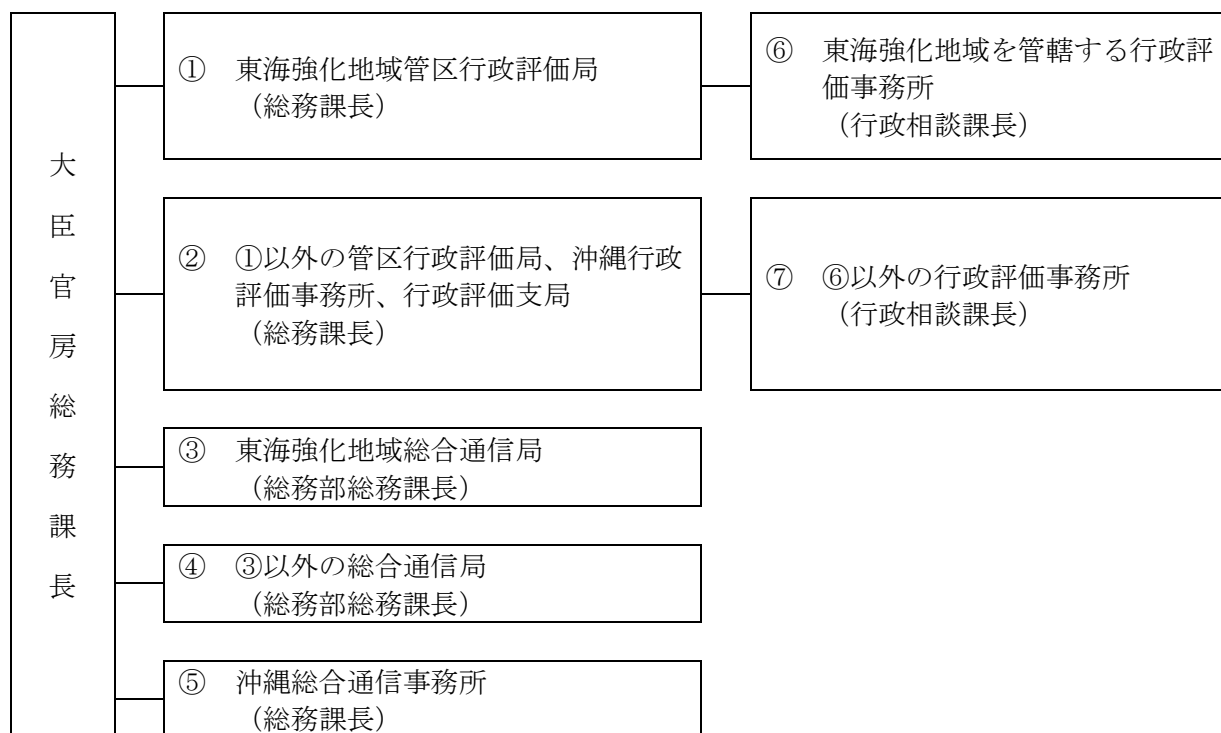 大臣官房総務課長
① 東海強化地域管区行政評価局
(総務課長)
⑥ 東海強化地域を管轄する行政評
価事務所
(行政相談課長)
② ①以外の管区行政評価局、沖縄行政
評価事務所、行政評価支局
(総務課長)
⑦ ⑥以外の行政評価事務所
(行政相談課長)
③ 東海強化地域総合通信局
(総務部総務課長)
④ ③以外の総合通信局
(総務部総務課長)
⑤ 沖縄総合通信事務所
(総務課長)